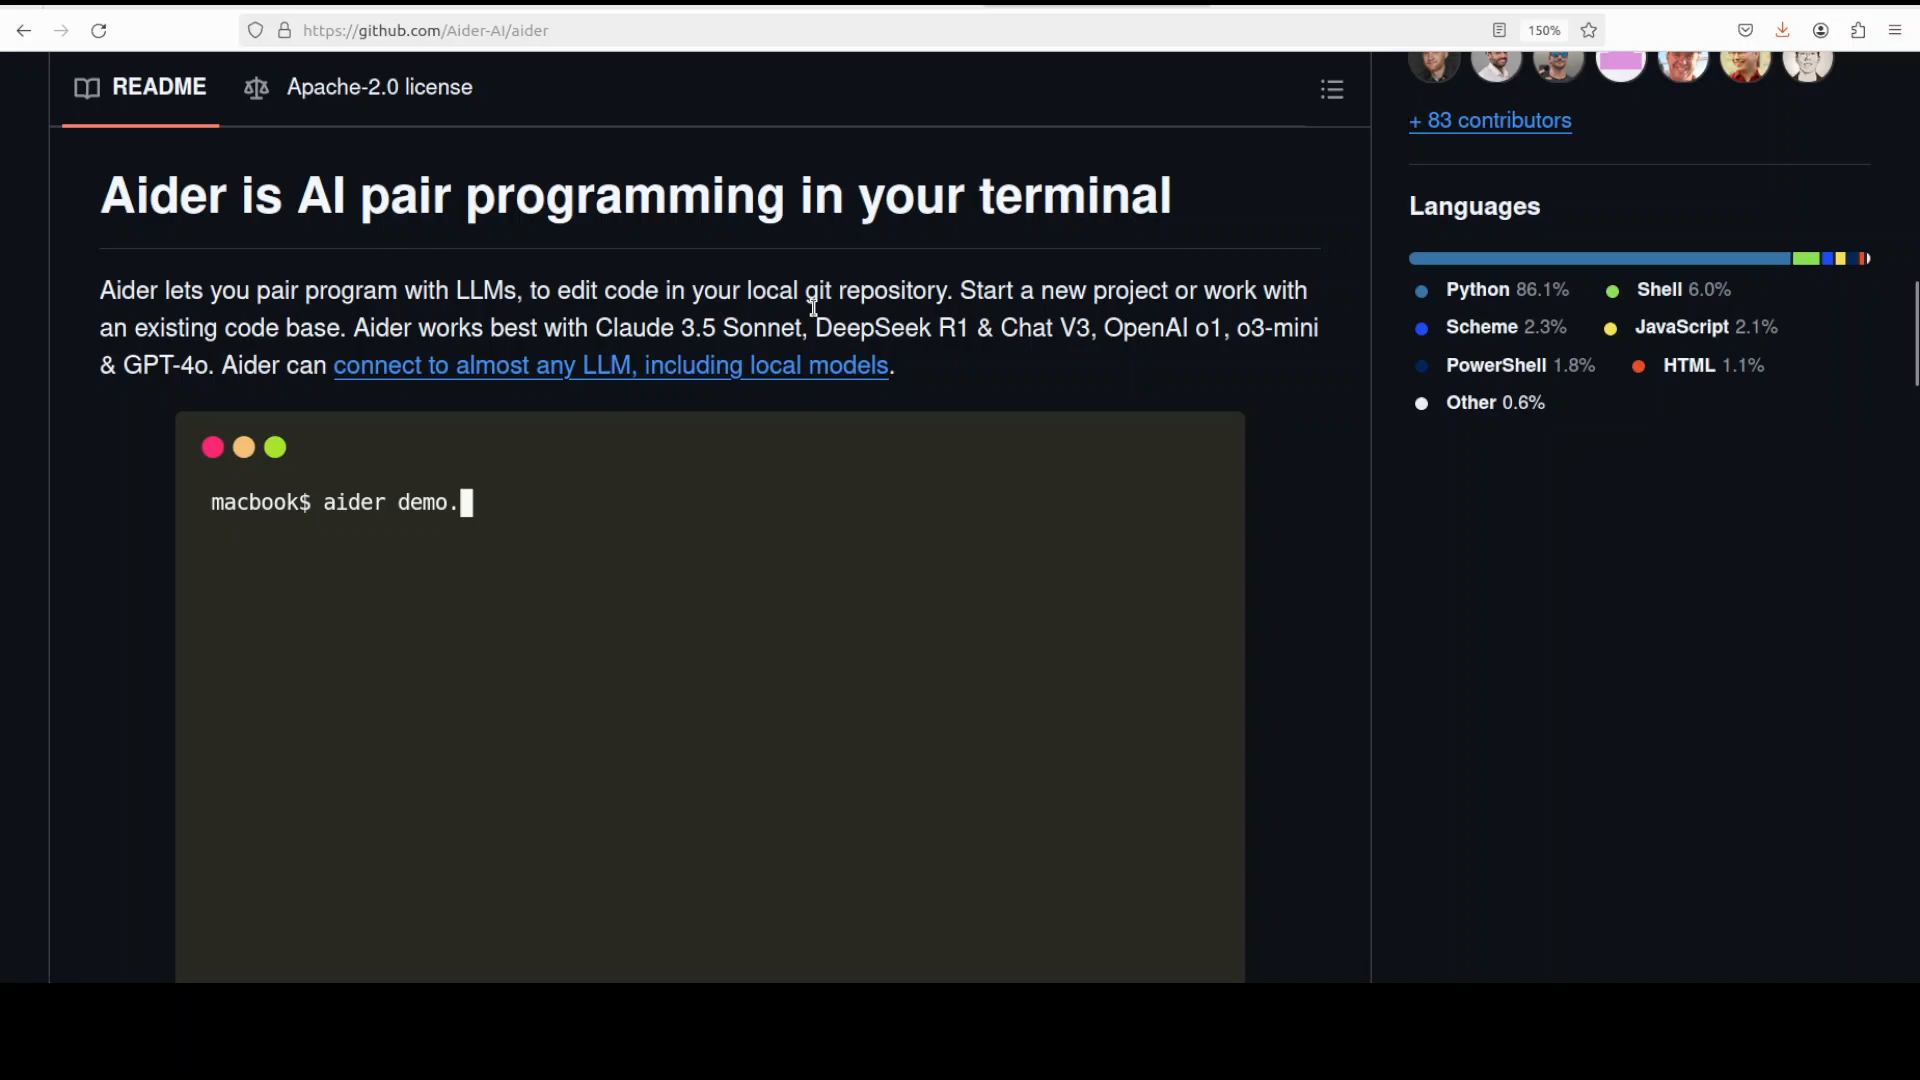 https://github.com/Aider-AI/aider
150%
README
Apache-2.0 license
+ 83 contributors
Aider is AI pair programming in your terminal
Languages
Aider lets you pair program with LLMs, to edit code in your local git repository. Start a new project or work with
an existing code base. Aider works best with Claude 3.5 Sonnet, DeepSeek R1 & Chat V3, OpenAI o1, o3-mini
& GPT-4o. Aider can connect to almost any LLM, including local models.
Python 86.1%
Shell 6.0%
Scheme 2.3%
JavaScript 2.1%
PowerShell 1.8%
HTML 1.1%
Other 0.6%
macbook$ aider demo.